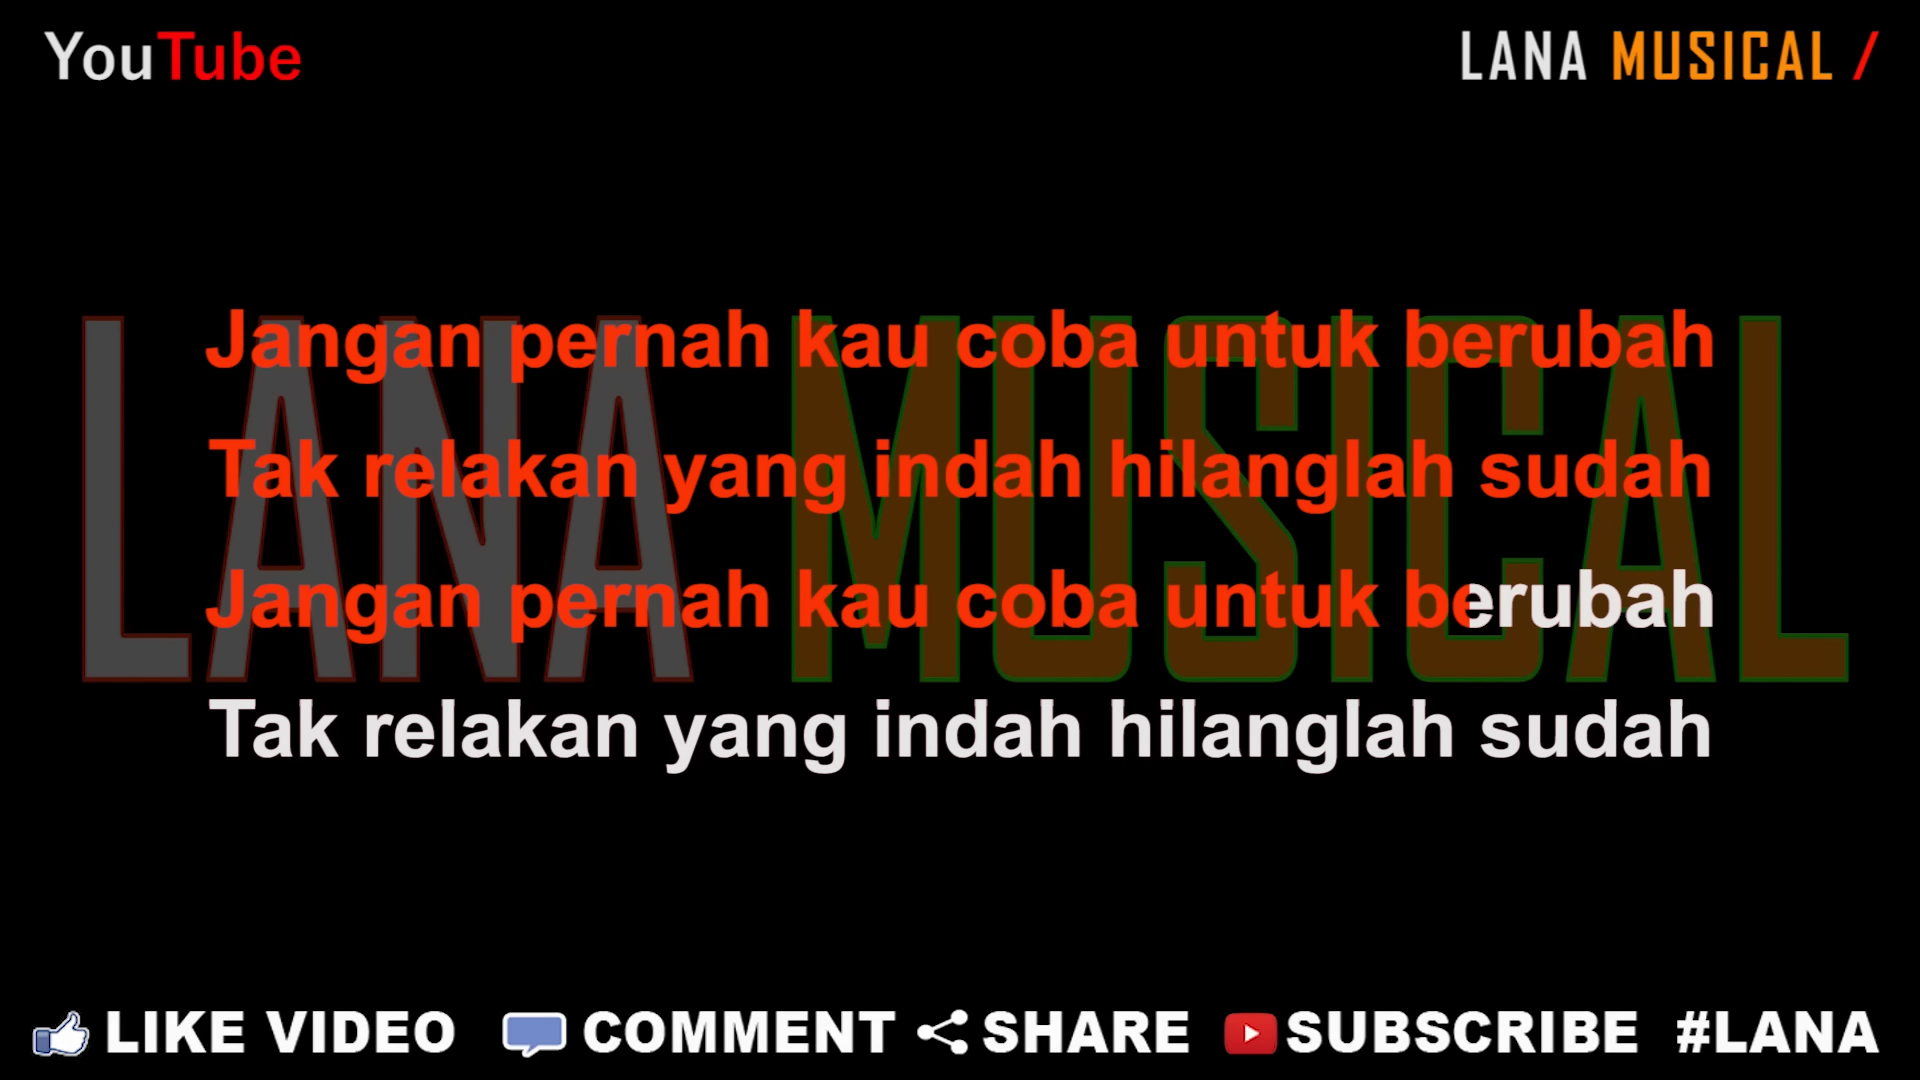 YouTube
LANA MUSICAL /
LANA MUSICAL
Jangan pernah kau coba untuk berubah
Tak relakan yang indah hilanglah sudah
Jangan pernah kau coba untuk berubah
Tak relakan yang indah hilanglah sudah
LIKE VIDEO COMMENT SHARE SUBSCRIBE #LANA